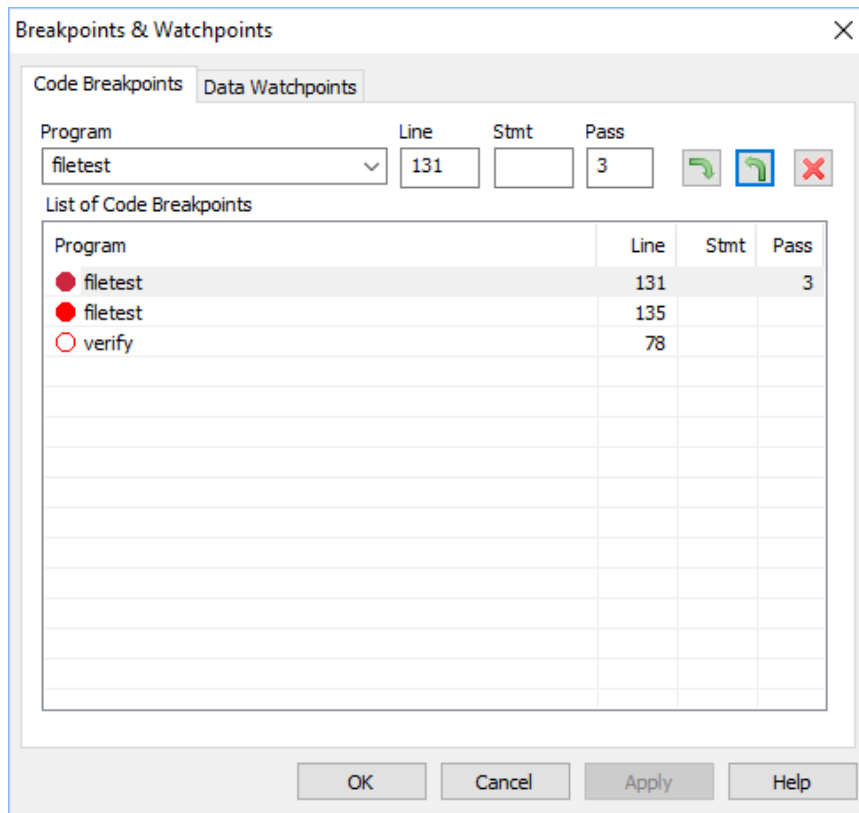 Breakpoints & Watchpoints
Code Breakpoints Data Watchpoints
Program Line Stmt Pass
filetest 131 3
List of Code Breakpoints
Program Line Stmt Pass
filetest 131 3
filetest 135
verify 78
OK Cancel Apply Help